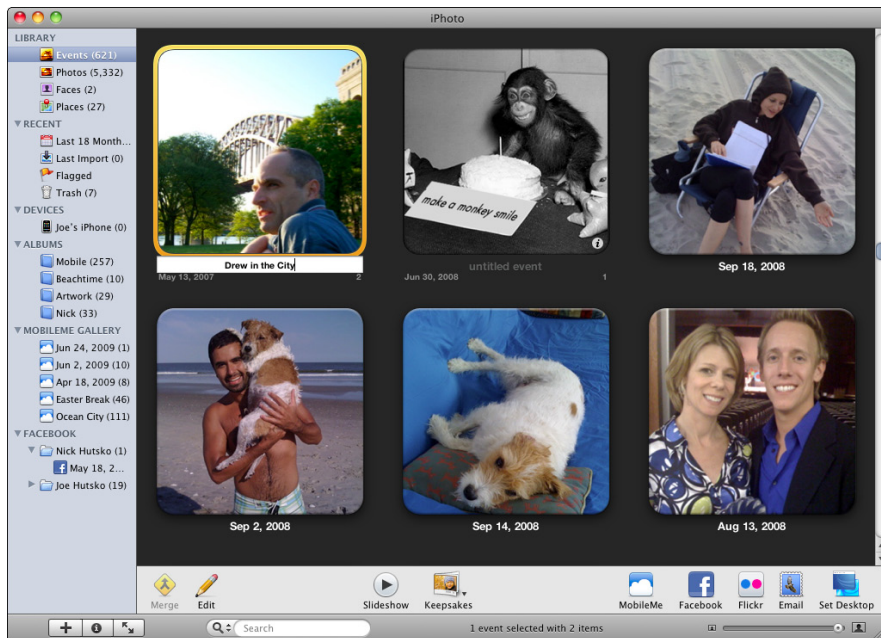 iPhoto
LIBRARY
Events (621)
Photos (5,332)
Faces (2)
Places (27)
RECENT
Last 18 Month...
Last Import (0)
Flagged
Trash (7)
DEVICES
Joe's iPhone (0)
ALBUMS
Mobile (257)
Beachtime (10)
Artwork (29)
Nick (33)
MOBILEME GALLERY
Jun 24, 2009 (1)
Jun 2, 2009 (10)
Apr 18, 2009 (8)
Easter Break (46)
Ocean City (111)
FACEBOOK
Nick Hutsko (1)
May 18, 2...
Joe Hutsko (19)
make a monkey smile
Drew in the City
May 13, 2007 2
untitled event
Jun 30, 2008 1
Sep 18, 2008
Sep 2, 2008
Sep 14, 2008
Aug 13, 2008
Merge
Edit
Slideshow
Keepsakes
MobileMe
Facebook
Flickr
Email
Set Desktop
Search
1 event selected with 2 items